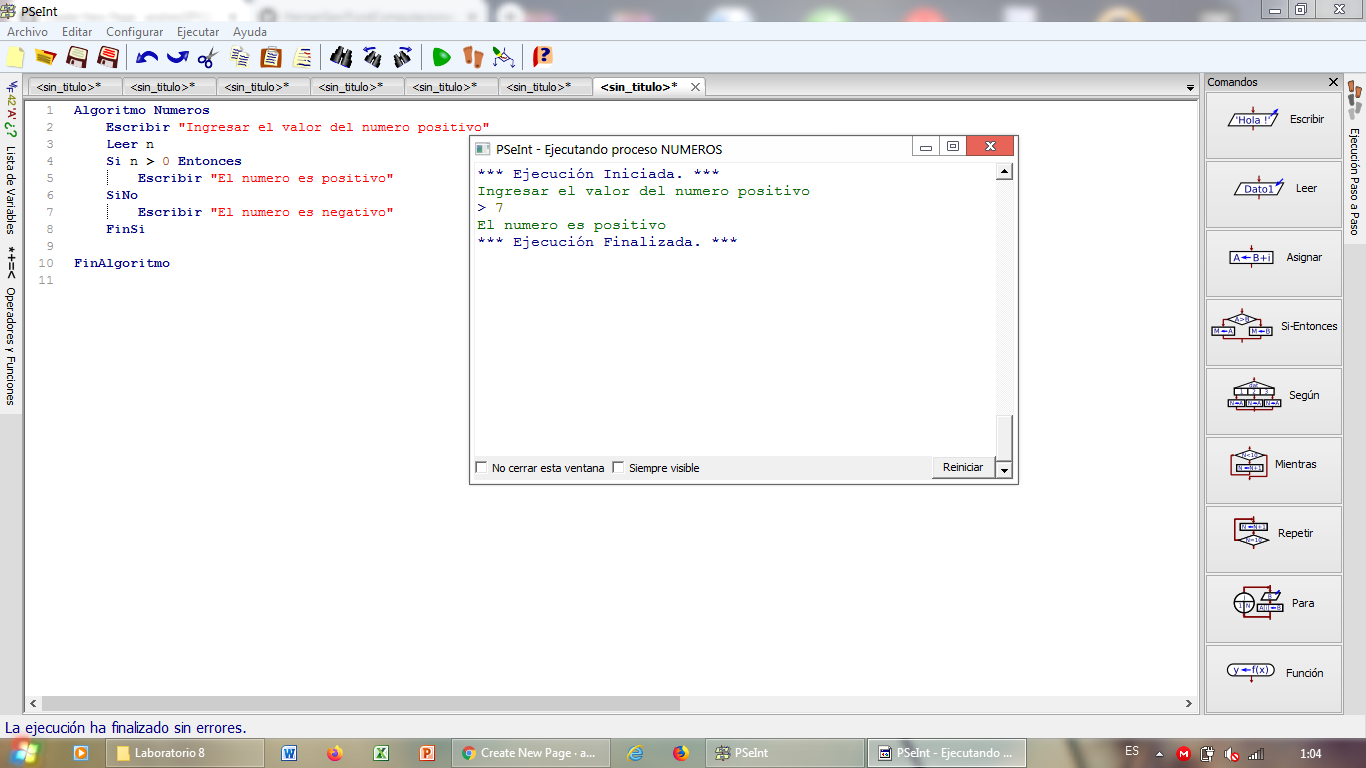 PSeInt
Archivo Editar Configurar Ejecutar Ayuda
<sin_titulo>* <sin_titulo>* <sin_titulo>* <sin_titulo>* <sin_titulo>* <sin_titulo>* <sin_titulo>*
1 Algoritmo Numeros
2 Escribir "Ingresar el valor del numero positivo"
3 Leer n
4 Si n > 0 Entonces
5 Escribir "El numero es positivo"
6 SiNo
7 Escribir "El numero es negativo"
8 FinSi
9
10 FinAlgoritmo
11
PSeInt - Ejecutando proceso NUMEROS
*** Ejecución Iniciada. ***
Ingresar el valor del numero positivo
> 7
El numero es positivo
*** Ejecución Finalizada. ***
No cerrar esta ventana Siempre visible Reiniciar
Lista de Variables
*+=< Operadores y Funciones
Comandos
'Hola !' Escribir
Dato1 Leer
A←B+i Asignar
A>B M←A M←B Si-Entonces
Según
N<10 N←N+1 Mientras
N←N+1 N=10 Repetir
Para
y←f(x) Función
Ejecución Paso a Paso
La ejecución ha finalizado sin errores.
Laboratorio 8 Create New Page - a... PSeInt PSeInt - Ejecutando ... ES 1:04